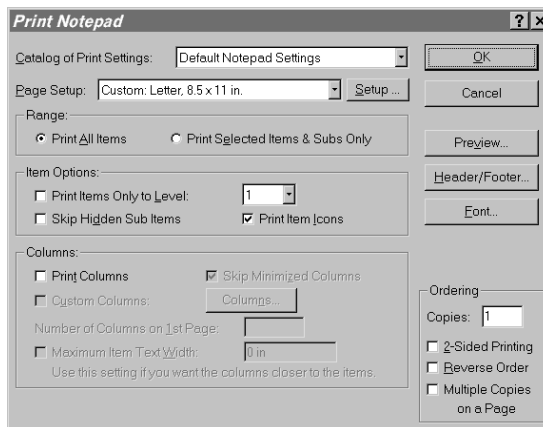 Print Notepad
? ×
Catalog of Print Settings: Default Notepad Settings
OK
Page Setup: Custom: Letter, 8.5 x 11 in. Setup ...
Cancel
Range:
Print All Items Print Selected Items & Subs Only
Preview...
Item Options:
Header/Footer...
Print Items Only to Level: 1
Skip Hidden Sub Items Print Item Icons
Font...
Columns:
Print Columns Skip Minimized Columns
Custom Columns: Columns...
Number of Columns on 1st Page:
Maximum Item Text Width: 0 in
Use this setting if you want the columns closer to the items.
Ordering
Copies: 1
2-Sided Printing
Reverse Order
Multiple Copies
on a Page